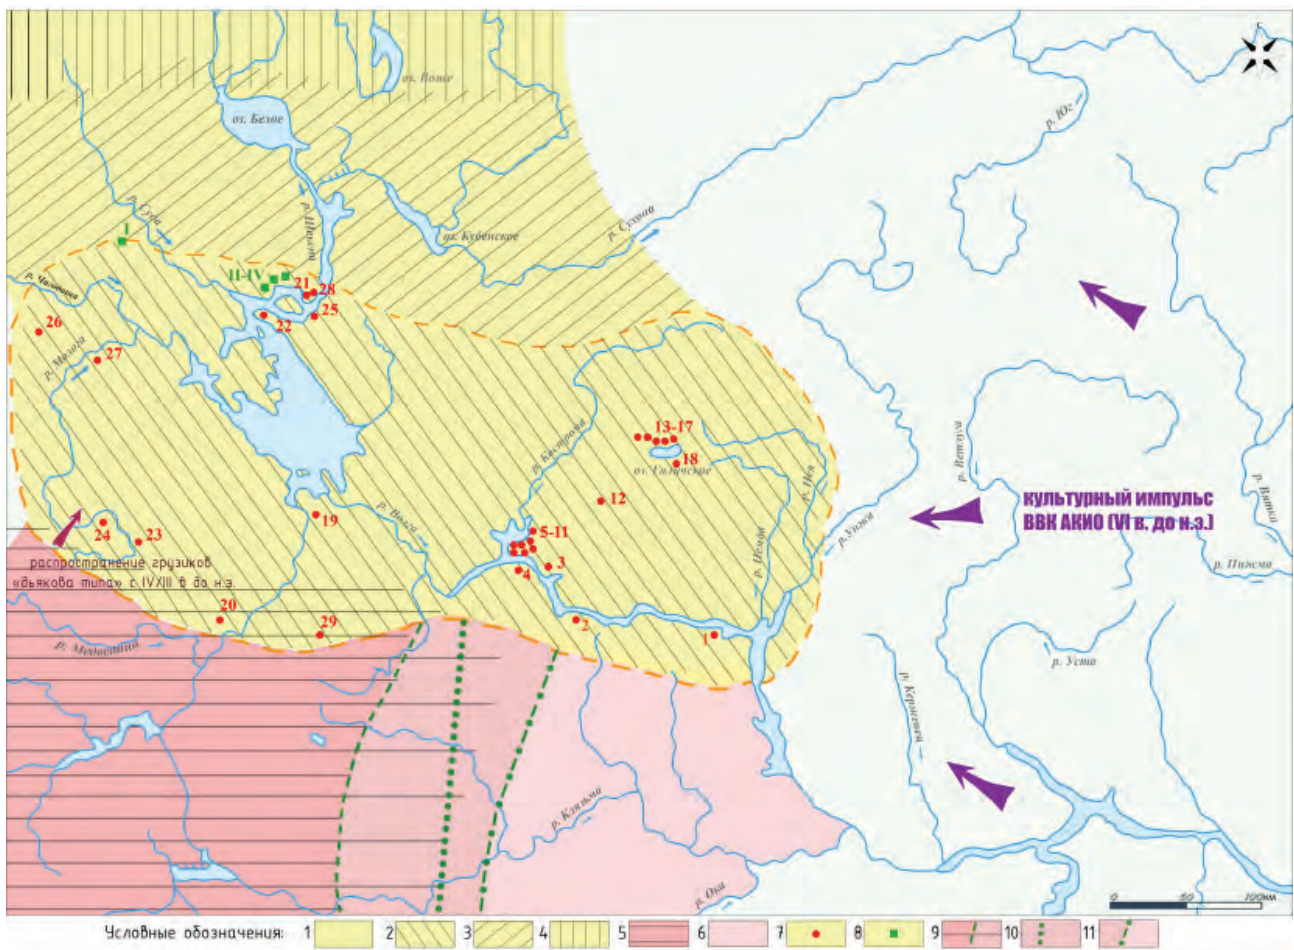 С
оз. Воже
оз. Белое
р. Юг
р. Суда
р. Шексна
I
оз. Кубенское
р. Сухона
II-IV
21
28
р. Чагодоща
22
25
26
27
р. Молога
13-17
18
оз. Галичское
р. Кострома
р. Нея
р. Ветлуга
р. Вятка
культурный импульс
ВВК АКИО (VI в. до н.э.)
12
19
р. Волга
р. Унжа
24
23
5-11
3
4
р. Немда
р. Пижма
распространение грузиков
«дьякова типа» с IV/III в до н.э.
20
29
2
1
р. Медведица
р. Уста
р. Керженец
р. Клязьма
р. Ока
0 50 100км
Условные обозначения: 1 2 3 4 5 6 7 8 9 10 11